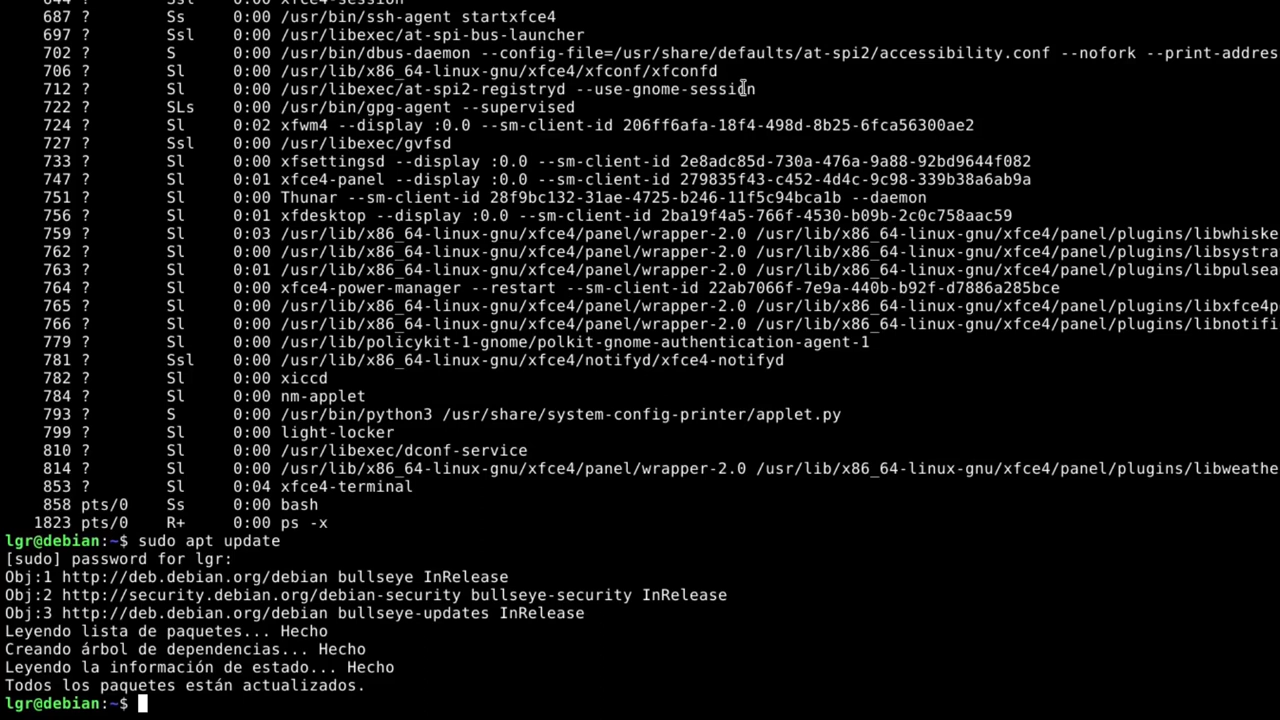 687 ? Ss 0:00 /usr/bin/ssh-agent startxfce4
697 ? Ssl 0:00 /usr/libexec/at-spi-bus-launcher
702 ? S 0:00 /usr/bin/dbus-daemon --config-file=/usr/share/defaults/at-spi2/accessibility.conf --nofork --print-addres
706 ? Sl 0:00 /usr/lib/x86_64-linux-gnu/xfce4/xfconf/xfconfd
712 ? Sl 0:00 /usr/libexec/at-spi2-registryd --use-gnome-session
722 ? SLs 0:00 /usr/bin/gpg-agent --supervised
724 ? Sl 0:02 xfwm4 --display :0.0 --sm-client-id 206ff6afa-18f4-498d-8b25-6fca56300ae2
727 ? Ssl 0:00 /usr/libexec/gvfsd
733 ? Sl 0:00 xfsettingsd --display :0.0 --sm-client-id 2e8adc85d-730a-476a-9a88-92bd9644f082
747 ? Sl 0:01 xfce4-panel --display :0.0 --sm-client-id 279835f43-c452-4d4c-9c98-339b38a6ab9a
751 ? Sl 0:00 Thunar --sm-client-id 28f9bc132-31ae-4725-b246-11f5c94bca1b --daemon
756 ? Sl 0:01 xfdesktop --display :0.0 --sm-client-id 2ba19f4a5-766f-4530-b09b-2c0c758aac59
759 ? Sl 0:03 /usr/lib/x86_64-linux-gnu/xfce4/panel/wrapper-2.0 /usr/lib/x86_64-linux-gnu/xfce4/panel/plugins/libwhiske
762 ? Sl 0:00 /usr/lib/x86_64-linux-gnu/xfce4/panel/wrapper-2.0 /usr/lib/x86_64-linux-gnu/xfce4/panel/plugins/libsystra
763 ? Sl 0:01 /usr/lib/x86_64-linux-gnu/xfce4/panel/wrapper-2.0 /usr/lib/x86_64-linux-gnu/xfce4/panel/plugins/libpulsea
764 ? Sl 0:00 xfce4-power-manager --restart --sm-client-id 22ab7066f-7e9a-440b-b92f-d7886a285bce
765 ? Sl 0:00 /usr/lib/x86_64-linux-gnu/xfce4/panel/wrapper-2.0 /usr/lib/x86_64-linux-gnu/xfce4/panel/plugins/libxfce4p
766 ? Sl 0:00 /usr/lib/x86_64-linux-gnu/xfce4/panel/wrapper-2.0 /usr/lib/x86_64-linux-gnu/xfce4/panel/plugins/libnotifi
779 ? Sl 0:00 /usr/lib/policykit-1-gnome/polkit-gnome-authentication-agent-1
781 ? Ssl 0:00 /usr/lib/x86_64-linux-gnu/xfce4/notifyd/xfce4-notifyd
782 ? Sl 0:00 xiccd
784 ? Sl 0:00 nm-applet
793 ? S 0:00 /usr/bin/python3 /usr/share/system-config-printer/applet.py
799 ? Sl 0:00 light-locker
810 ? Sl 0:00 /usr/libexec/dconf-service
814 ? Sl 0:00 /usr/lib/x86_64-linux-gnu/xfce4/panel/wrapper-2.0 /usr/lib/x86_64-linux-gnu/xfce4/panel/plugins/libweathe
853 ? Sl 0:04 xfce4-terminal
858 pts/0 Ss 0:00 bash
1823 pts/0 R+ 0:00 ps -x
lgr@debian:~$ sudo apt update
[sudo] password for lgr:
Obj:1 http://deb.debian.org/debian bullseye InRelease
Obj:2 http://security.debian.org/debian-security bullseye-security InRelease
Obj:3 http://deb.debian.org/debian bullseye-updates InRelease
Leyendo lista de paquetes... Hecho
Creando árbol de dependencias... Hecho
Leyendo la información de estado... Hecho
Todos los paquetes están actualizados.
lgr@debian:~$